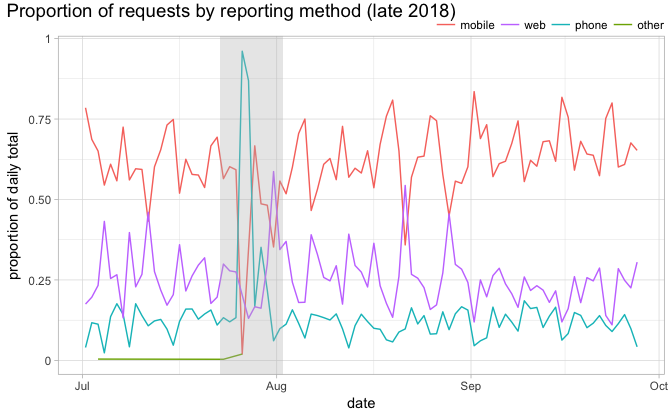 Proportion of requests by reporting method (late 2018)
mobile web phone other
1
0.75
0.50
0.25
0
proportion of daily total
Jul Aug Sep Oct
date